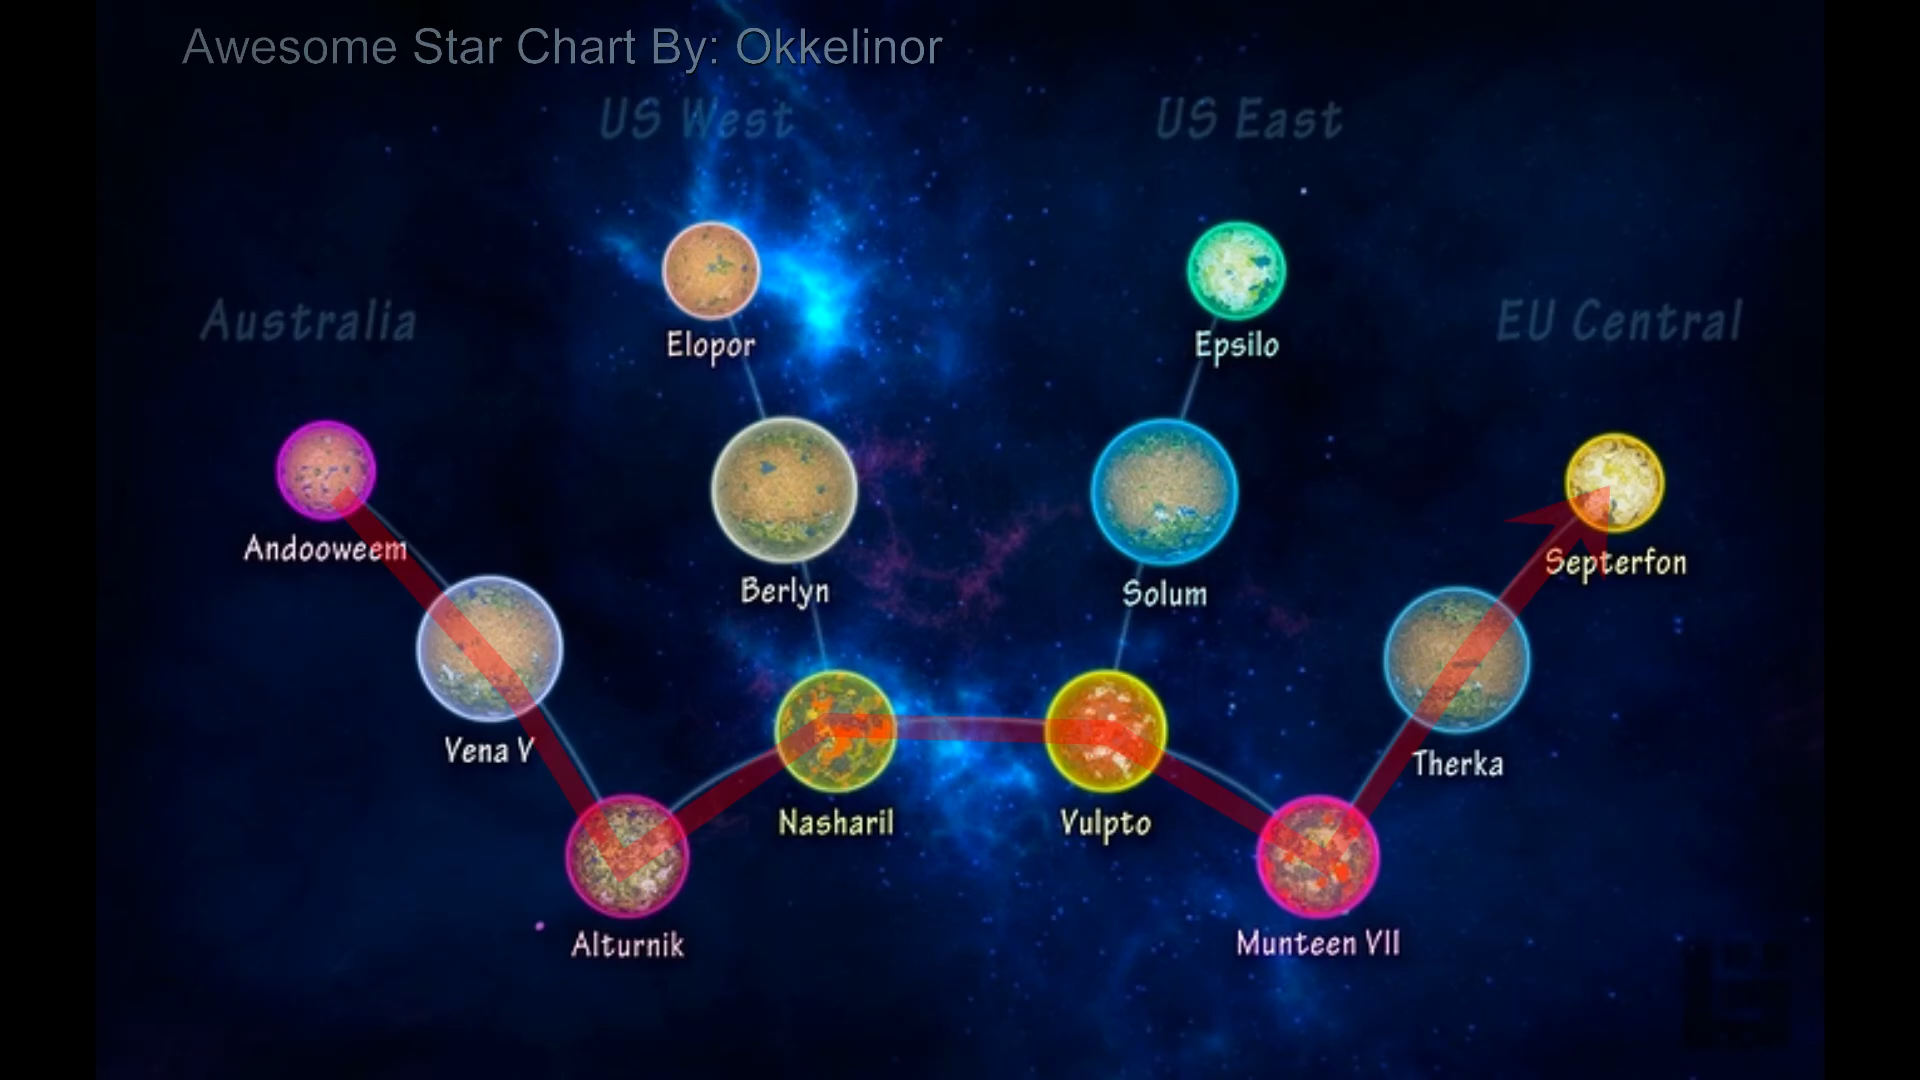 Awesome Star Chart By: Okkelinor
US West
US East
Australia
EU Central
Elopor
Epsilo
Andooweem
Berlyn
Solum
Septerfon
Vena V
Therka
Nasharil
Vulpto
Alturnik
Munteen VII